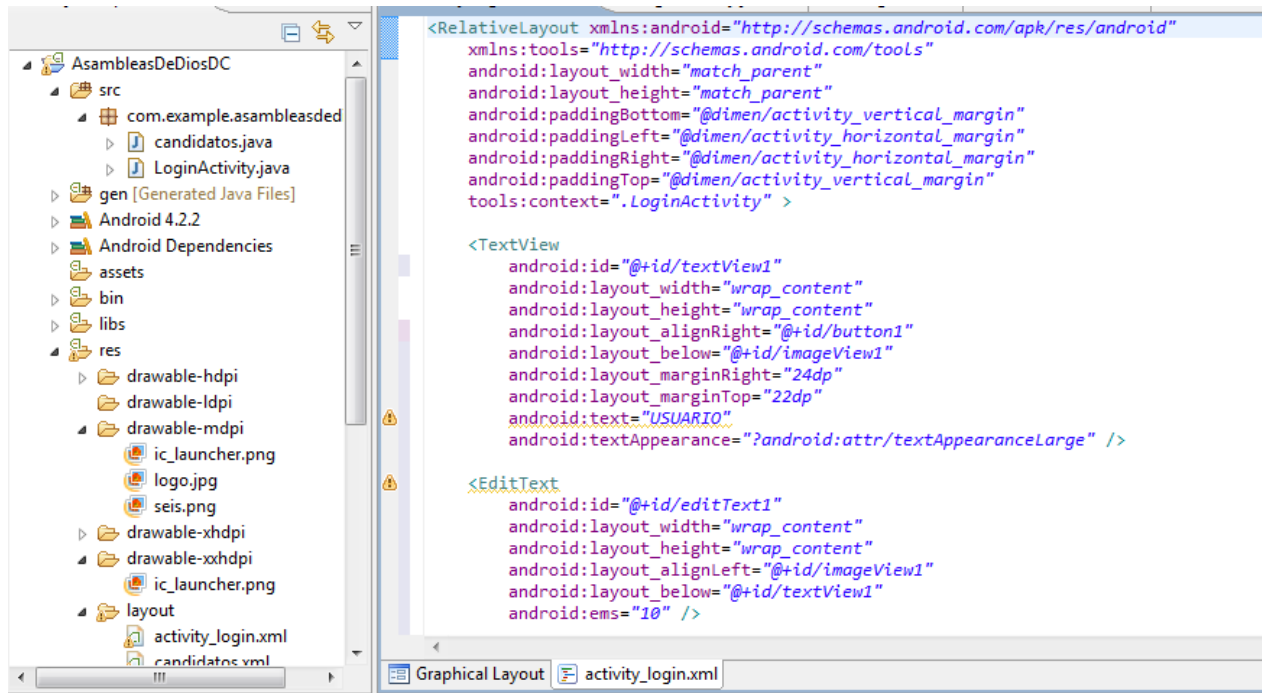 AsambleasDeDiosDC
src
com.example.asambleasded
candidatos.java
LoginActivity.java
gen [Generated Java Files]
Android 4.2.2
Android Dependencies
assets
bin
libs
res
drawable-hdpi
drawable-ldpi
drawable-mdpi
ic_launcher.png
logo.jpg
seis.png
drawable-xhdpi
drawable-xxhdpi
ic_launcher.png
layout
activity_login.xml
candidatos.xml
<RelativeLayout xmlns:android="http://schemas.android.com/apk/res/android"
xmlns:tools="http://schemas.android.com/tools"
android:layout_width="match_parent"
android:layout_height="match_parent"
android:paddingBottom="@dimen/activity_vertical_margin"
android:paddingLeft="@dimen/activity_horizontal_margin"
android:paddingRight="@dimen/activity_horizontal_margin"
android:paddingTop="@dimen/activity_vertical_margin"
tools:context=".LoginActivity" >
<TextView
android:id="@+id/textView1"
android:layout_width="wrap_content"
android:layout_height="wrap_content"
android:layout_alignRight="@+id/button1"
android:layout_below="@+id/imageView1"
android:layout_marginRight="24dp"
android:layout_marginTop="22dp"
android:text="USUARIO"
android:textAppearance="?android:attr/textAppearanceLarge" />
<EditText
android:id="@+id/editText1"
android:layout_width="wrap_content"
android:layout_height="wrap_content"
android:layout_alignLeft="@+id/imageView1"
android:layout_below="@+id/textView1"
android:ems="10" />
Graphical Layout
activity_login.xml